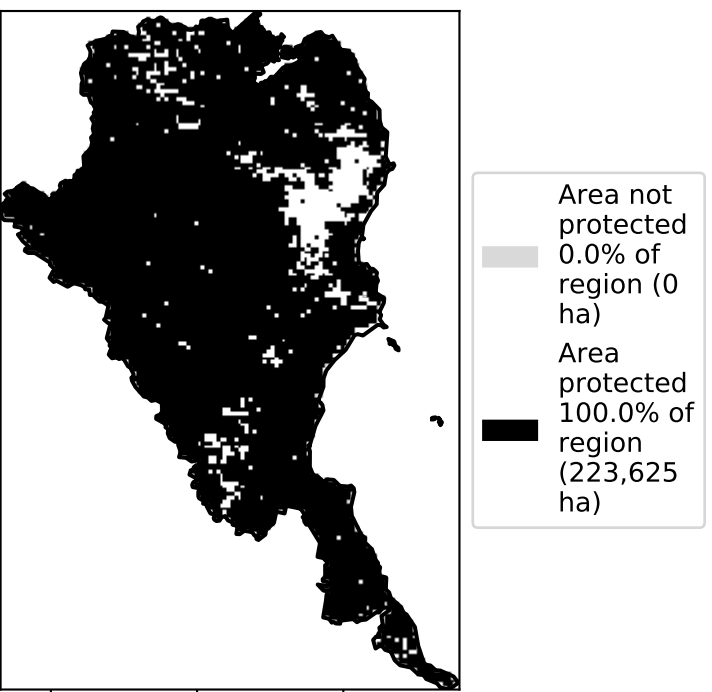 Area not
protected
0.0% of
region (0
ha)
Area
protected
100.0% of
region
(223,625
ha)